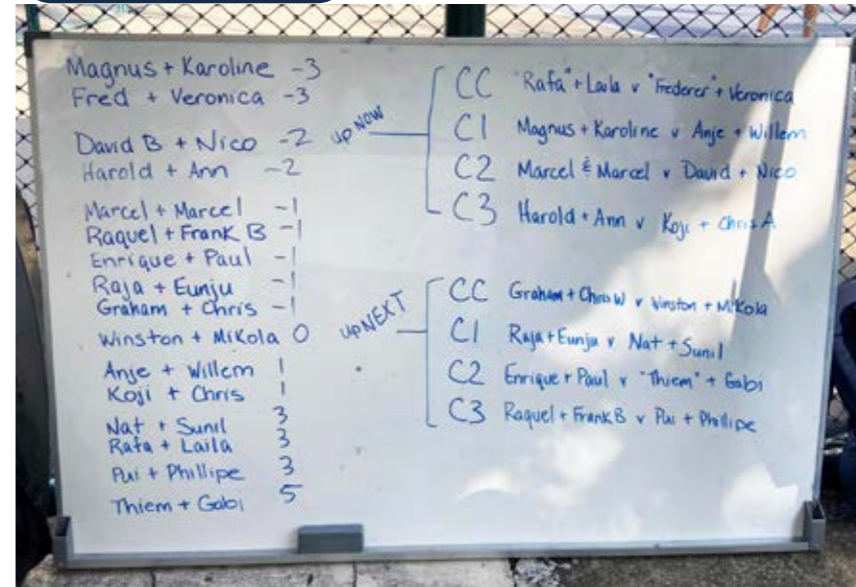 Magnus + Karoline -3
Fred + Veronica -3
David B + Nico -2
Harold + Ann -2
Marcel + Marcel -1
Raquel + Frank B -1
Enrique + Paul -1
Raja + Eunju -1
Graham + Chris -1
Winston + Mikola 0
Anje + Willem 1
Koji + Chris 1
Nat + Sunil 3
Rafa + Laila 3
Pui + Phillipe 3
Thiem + Gabi 5
up NOW
CC "Rafa" + Laila v "Federer" + Veronica
C1 Magnus + Karoline v Anje + Willem
C2 Marcel & Marcel v David + Nico
C3 Harold + Ann v Koji + Chris A
up NEXT
CC Graham + Chris W v Winston + Mikola
C1 Raja + Eunju v Nat + Sunil
C2 Enrique + Paul v "Thiem" + Gabi
C3 Raquel + Frank B v Pui + Phillipe